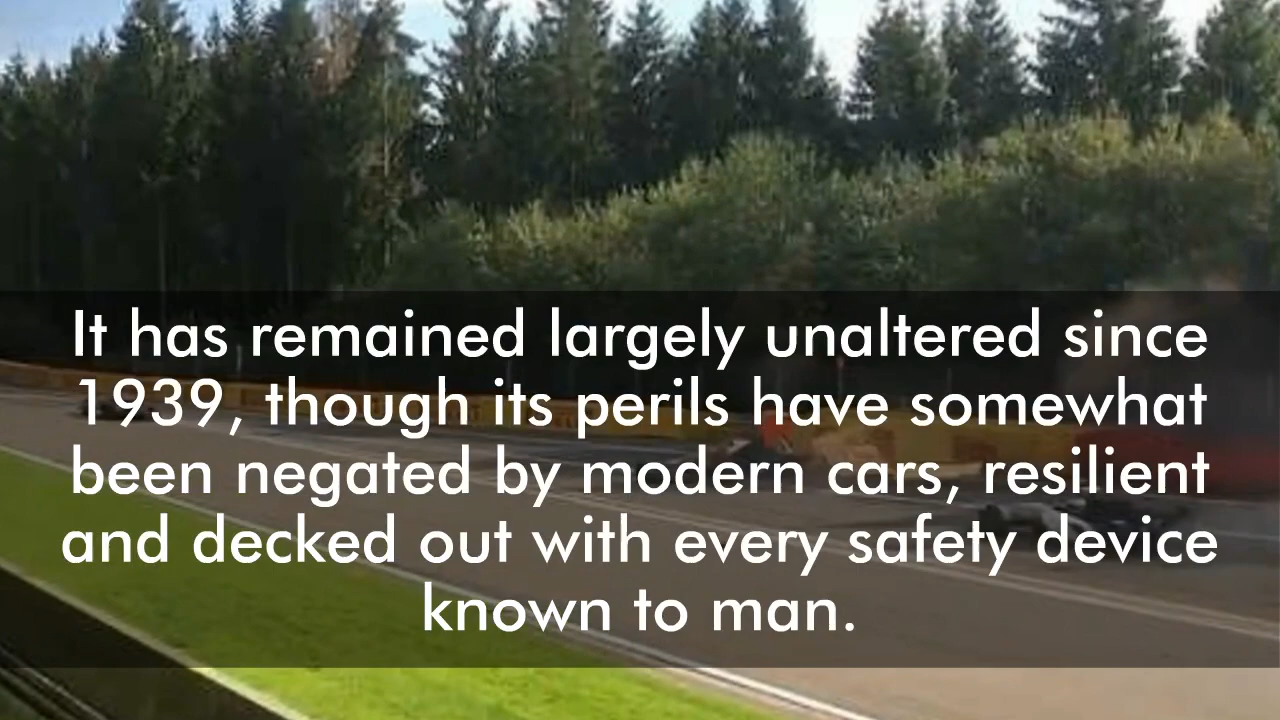 It has remained largely unaltered since
1939, though its perils have somewhat
been negated by modern cars, resilient
and decked out with every safety device
known to man.